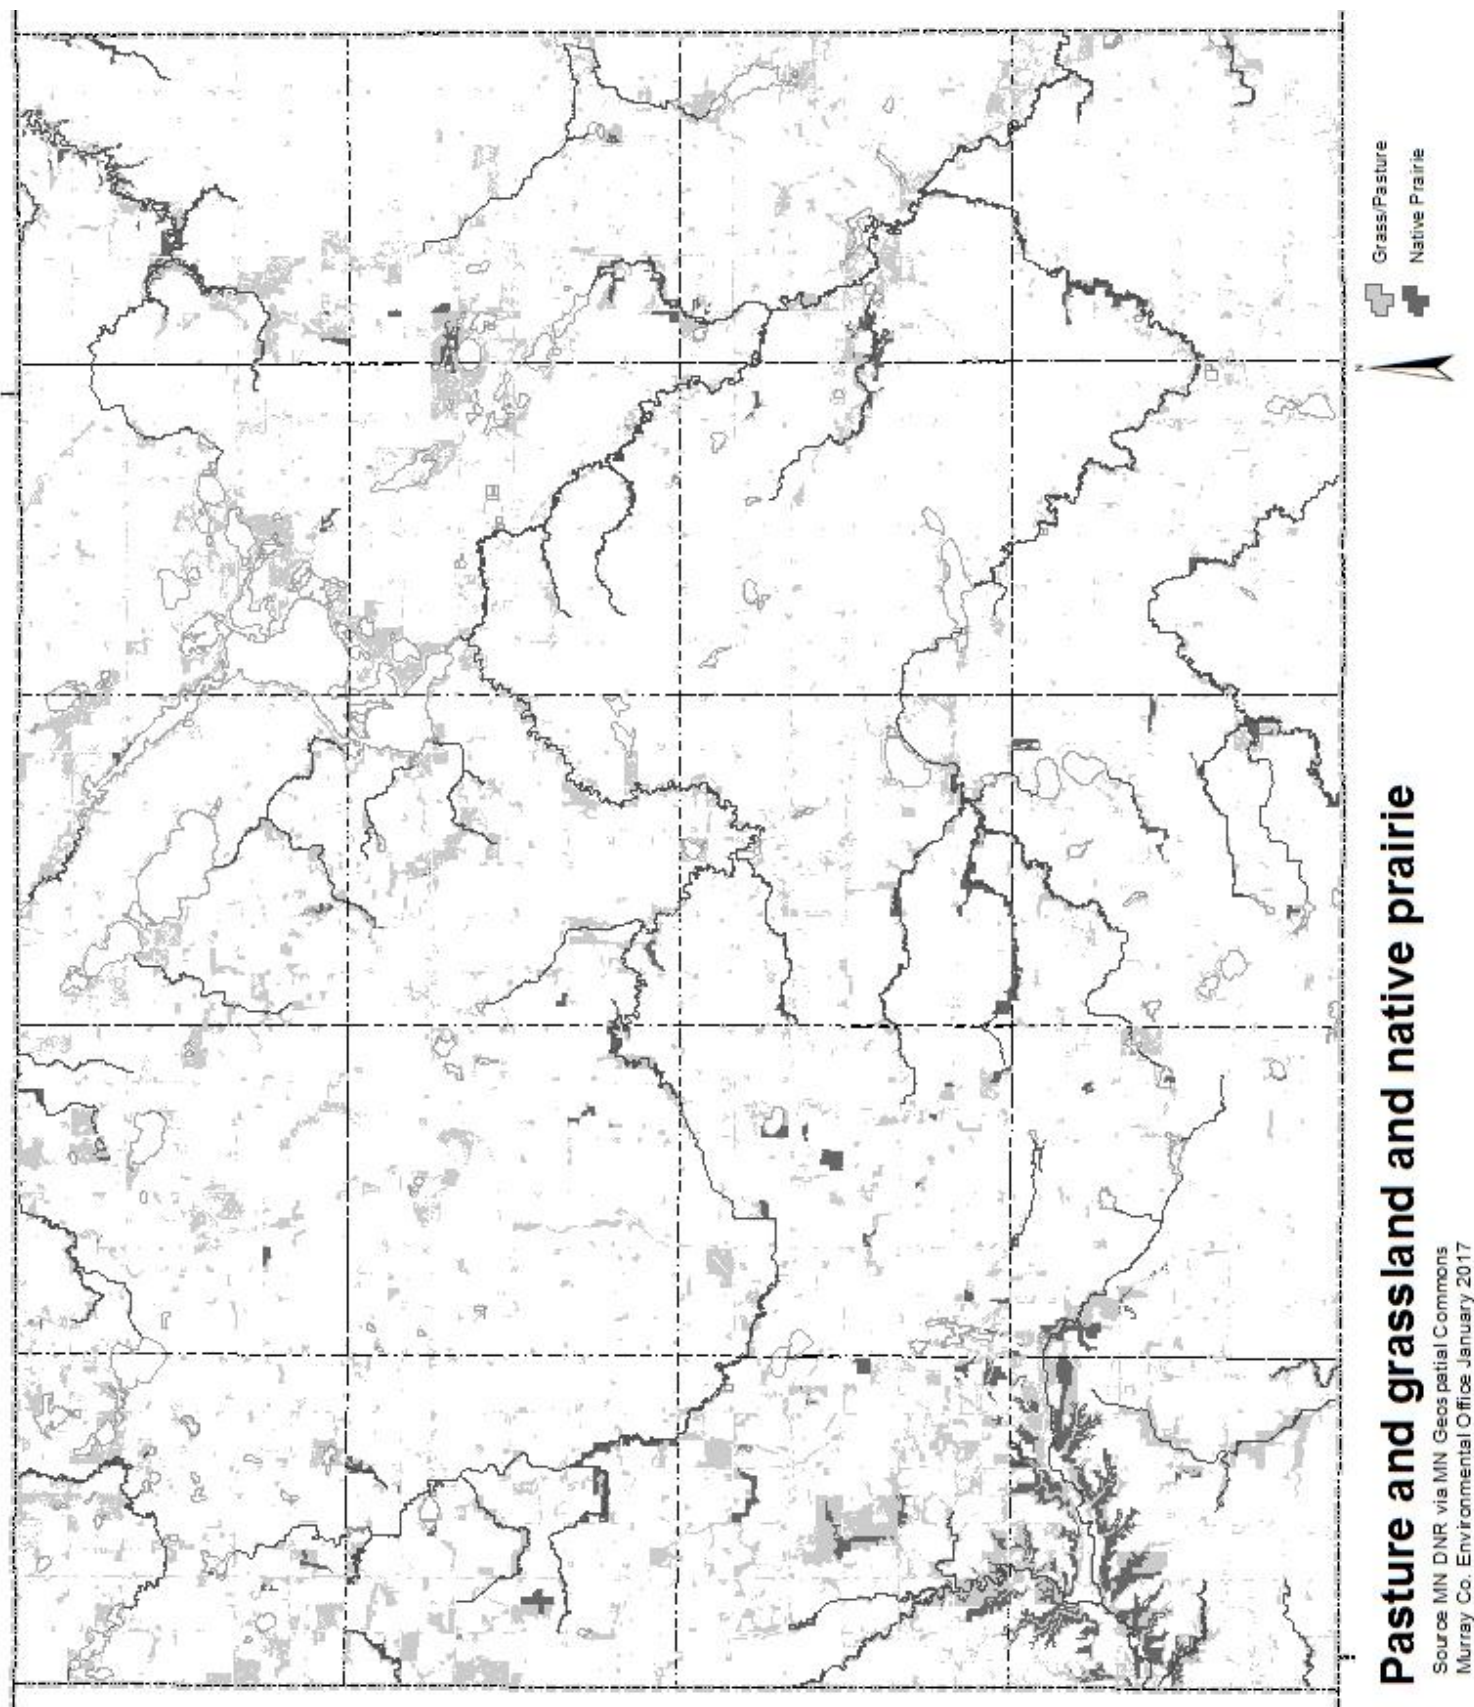 Pasture and grassland and native prairie
Source MN DNR via MN Geospatial Commons
Murray Co. Environmental Office January 2017
N
Grass/Pasture
Native Prairie